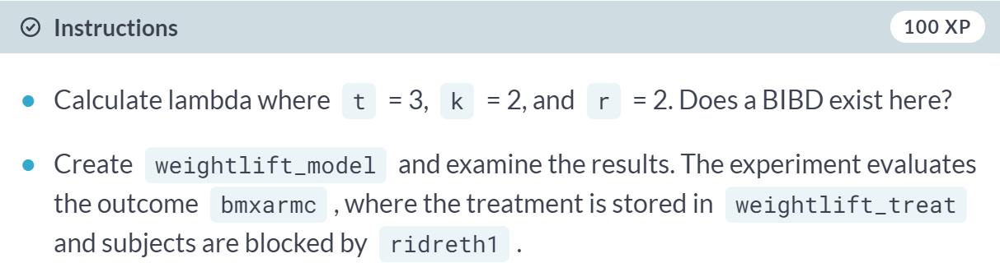 Instructions
100 XP
Calculate lambda where t = 3, k = 2, and r = 2. Does a BIBD exist here?
Create weightlift_model and examine the results. The experiment evaluates
the outcome bmxarmc , where the treatment is stored in weightlift_treat
and subjects are blocked by ridreth1 .